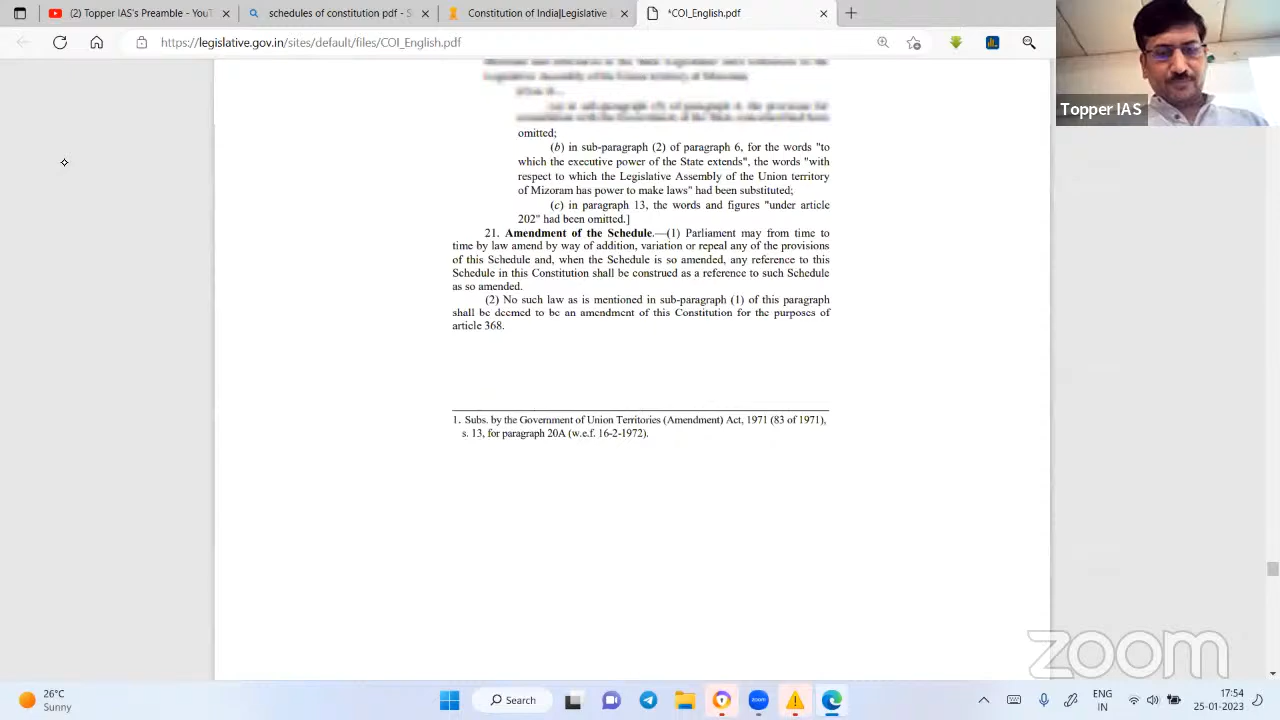 (2) Topper IAS-Preamble - YouT
schedules of constitution pdf - S
Constitution of India|Legislative
*COI_English.pdf
https://legislative.gov.in/sites/default/files/COI_English.pdf
Topper IAS
omitted;
(b) in sub-paragraph (2) of paragraph 6, for the words "to
which the executive power of the State extends", the words "with
respect to which the Legislative Assembly of the Union territory
of Mizoram has power to make laws" had been substituted;
(c) in paragraph 13, the words and figures "under article
202" had been omitted.]
21. Amendment of the Schedule.—(1) Parliament may from time to
time by law amend by way of addition, variation or repeal any of the provisions
of this Schedule and, when the Schedule is so amended, any reference to this
Schedule in this Constitution shall be construed as a reference to such Schedule
as so amended.
(2) No such law as is mentioned in sub-paragraph (1) of this paragraph
shall be deemed to be an amendment of this Constitution for the purposes of
article 368.
1. Subs. by the Government of Union Territories (Amendment) Act, 1971 (83 of 1971),
s. 13, for paragraph 20A (w.e.f. 16-2-1972).
zoom
26°C
Search
zoom
ENG
IN
17:54
25-01-2023